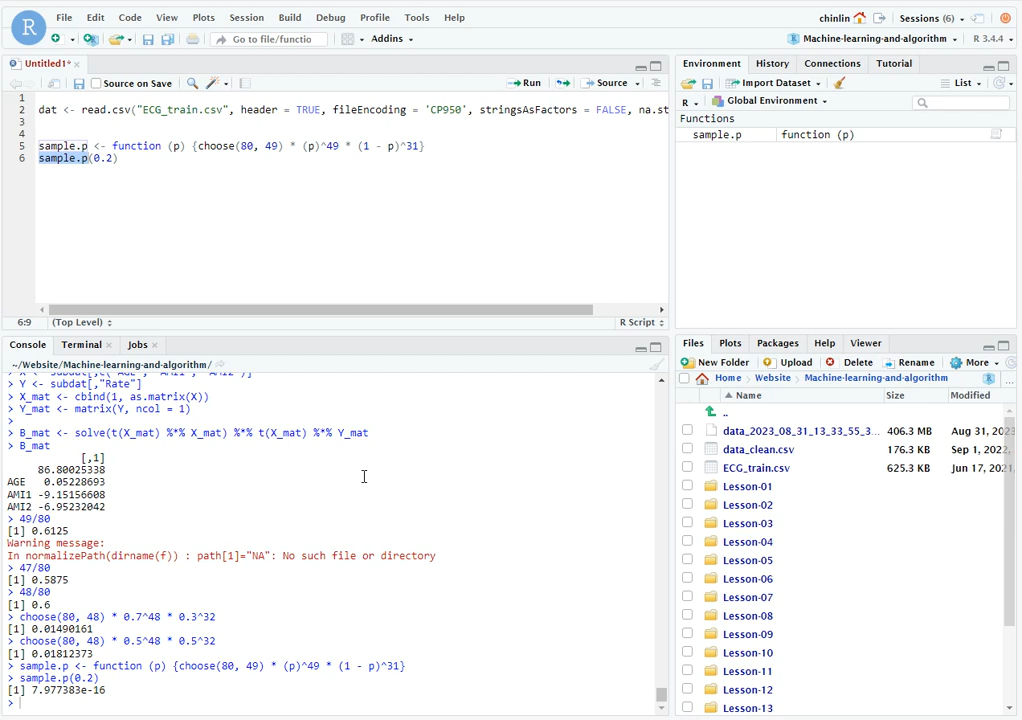 File Edit Code View Plots Session Build Debug Profile Tools Help
chinlin Sessions (6)
Go to file/functio Addins
Machine-learning-and-algorithm R 3.4.4
Untitled1*
Source on Save Run Source
1
2 dat <- read.csv("ECG_train.csv", header = TRUE, fileEncoding = 'CP950', stringsAsFactors = FALSE, na.st
3
4
5 sample.p <- function (p) {choose(80, 49) * (p)^49 * (1 - p)^31}
6 sample.p(0.2)
6:9 (Top Level) R Script
Console Terminal Jobs
~/Website/Machine-learning-and-algorithm/
> Y <- subdat[,"Rate"]
> X_mat <- cbind(1, as.matrix(X))
> Y_mat <- matrix(Y, ncol = 1)
>
> B_mat <- solve(t(X_mat) %*% X_mat) %*% t(X_mat) %*% Y_mat
> B_mat
[,1]
86.80025338
AGE 0.05228693
AMI1 -9.15156608
AMI2 -6.95232042
> 49/80
[1] 0.6125
Warning message:
In normalizePath(dirname(f)) : path[1]="NA": No such file or directory
> 47/80
[1] 0.5875
> 48/80
[1] 0.6
> choose(80, 48) * 0.7^48 * 0.3^32
[1] 0.01490161
> choose(80, 48) * 0.5^48 * 0.5^32
[1] 0.01812373
> sample.p <- function (p) {choose(80, 49) * (p)^49 * (1 - p)^31}
> sample.p(0.2)
[1] 7.977383e-16
>
Environment History Connections Tutorial
Import Dataset List
R Global Environment
Functions
sample.p function (p)
Files Plots Packages Help Viewer
New Folder Upload Delete Rename More
Home Website Machine-learning-and-algorithm ...
Name Size Modified
..
data_2023_08_31_13_33_55_3... 406.3 MB Aug 31, 2023
data_clean.csv 176.3 KB Sep 1, 2022,
ECG_train.csv 625.3 KB Jun 17, 2021
Lesson-01
Lesson-02
Lesson-03
Lesson-04
Lesson-05
Lesson-06
Lesson-07
Lesson-08
Lesson-09
Lesson-10
Lesson-11
Lesson-12
Lesson-13